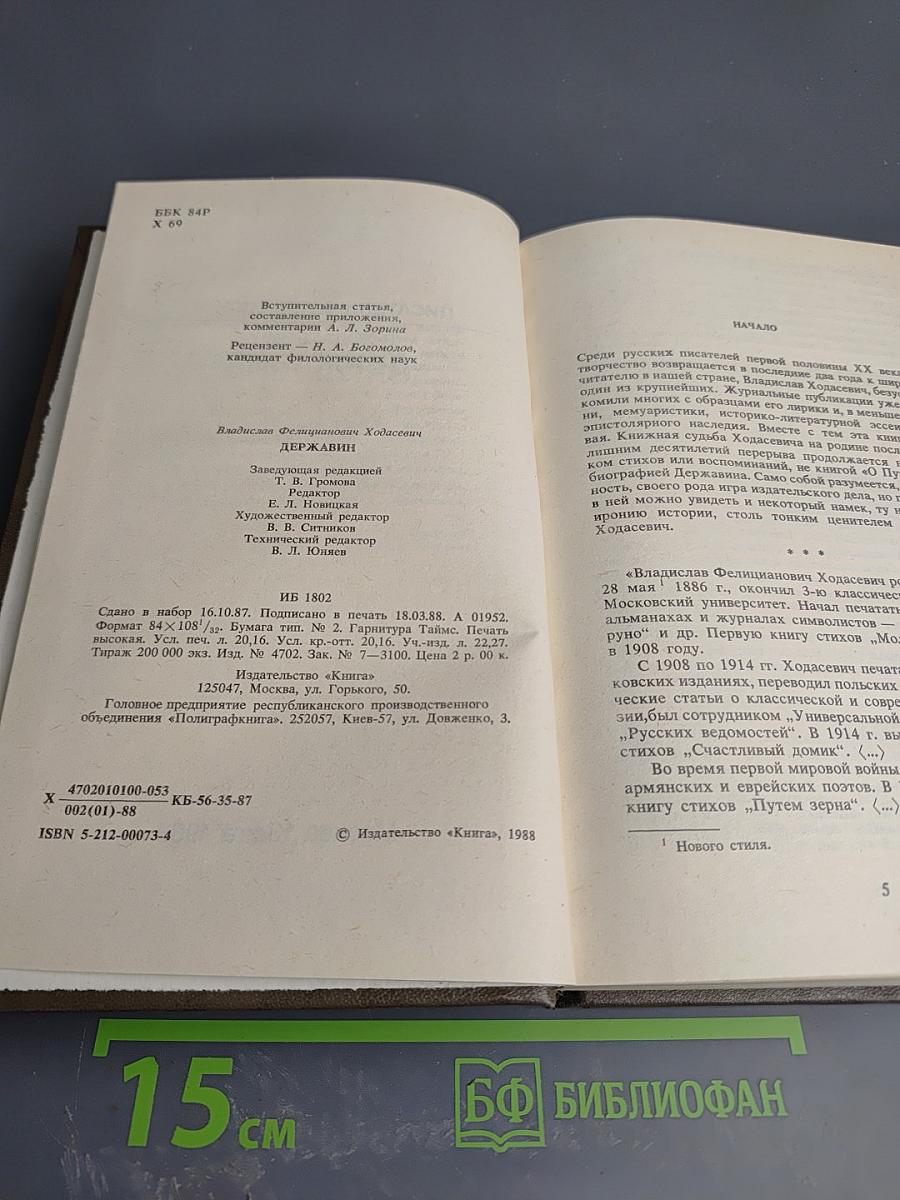 ББК 84Р
Х 69
Вступительная статья,
составление приложения,
комментарии А. Л. Зорина
Рецензент — Н. А. Богомолов,
кандидат филологических наук
Владислав Фелицианович Ходасевич
ДЕРЖАВИН
Заведующая редакцией
Т. В. Громова
Редактор
Е. Л. Новицкая
Художественный редактор
В. В. Ситников
Технический редактор
В. Л. Юняев
ИБ 1802
Сдано в набор 16.10.87. Подписано в печать 18.03.88. А 01952.
Формат 84×108¹/₃₂. Бумага тип. № 2. Гарнитура Таймс. Печать
высокая. Усл. печ. л. 20,16. Усл. кр.-отт. 20,16. Уч.-изд. л. 22,27.
Тираж 200 000 экз. Изд. № 4702. Зак. № 7—3100. Цена 2 р. 00 к.
Издательство «Книга»
125047, Москва, ул. Горького, 50.
Головное предприятие республиканского производственного
объединения «Полиграфкнига». 252057, Киев-57, ул. Довженко, 3.
Х 4702010100-053 КБ-56-35-87
002(01)-88
ISBN 5-212-00073-4
© Издательство «Книга», 1988
НАЧАЛО
Среди русских писателей первой половины XX век
творчество возвращается в последние два года к шир
читателю в нашей стране, Владислав Ходасевич, безус
один из крупнейших. Журнальные публикации уже
комили многих с образцами его лирики и, в меньше
ни, мемуаристики, историко-литературной эссеи
эпистолярного наследия. Вместе с тем эта книг
вая. Книжная судьба Ходасевича на родине посл
лишним десятилетий перерыва продолжается н
ком стихов или воспоминаний, не книгой «О Пу
биографией Державина. Само собой разумеется,
ность, своего рода игра издательского дела, но п
в ней можно увидеть и некоторый намек, ту н
иронию истории, столь тонким ценителем
Ходасевич.
* * *
«Владислав Фелицианович Ходасевич ро
28 мая¹ 1886 г., окончил 3-ю классичес
Московский университет. Начал печатат
альманахах и журналах символистов —
руно“ и др. Первую книгу стихов „Мол
в 1908 году.
С 1908 по 1914 гг. Ходасевич печата
ковских изданиях, переводил польских
ческие статьи о классической и совре
зии,был сотрудником „Универсальной
„Русских ведомостей“. В 1914 г. вы
стихов „Счастливый домик“. ⟨...⟩
Во время первой мировой войны
армянских и еврейских поэтов. В 1
книгу стихов „Путем зерна“. ⟨...⟩
¹ Нового стиля.
5
15 см
БФ БИБЛИОФАН